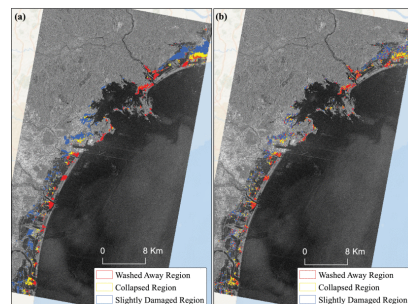 (a)
0 8 Km
Washed Away Region
Collapsed Region
Slightly Damaged Region
(b)
0 8 Km
Washed Away Region
Collapsed Region
Slightly Damaged Region